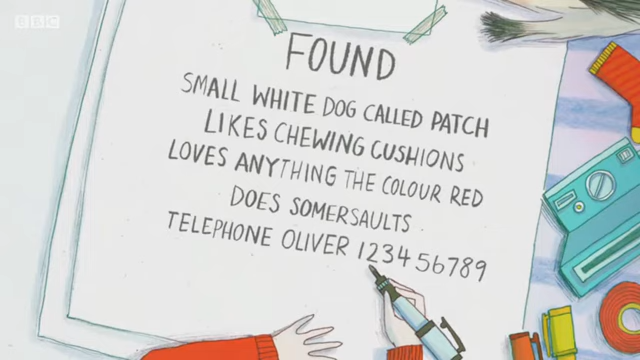 BBC
FOUND
SMALL WHITE DOG CALLED PATCH
LIKES CHEWING CUSHIONS
LOVES ANYTHING THE COLOUR RED
DOES SOMERSAULTS
TELEPHONE OLIVER 123456789